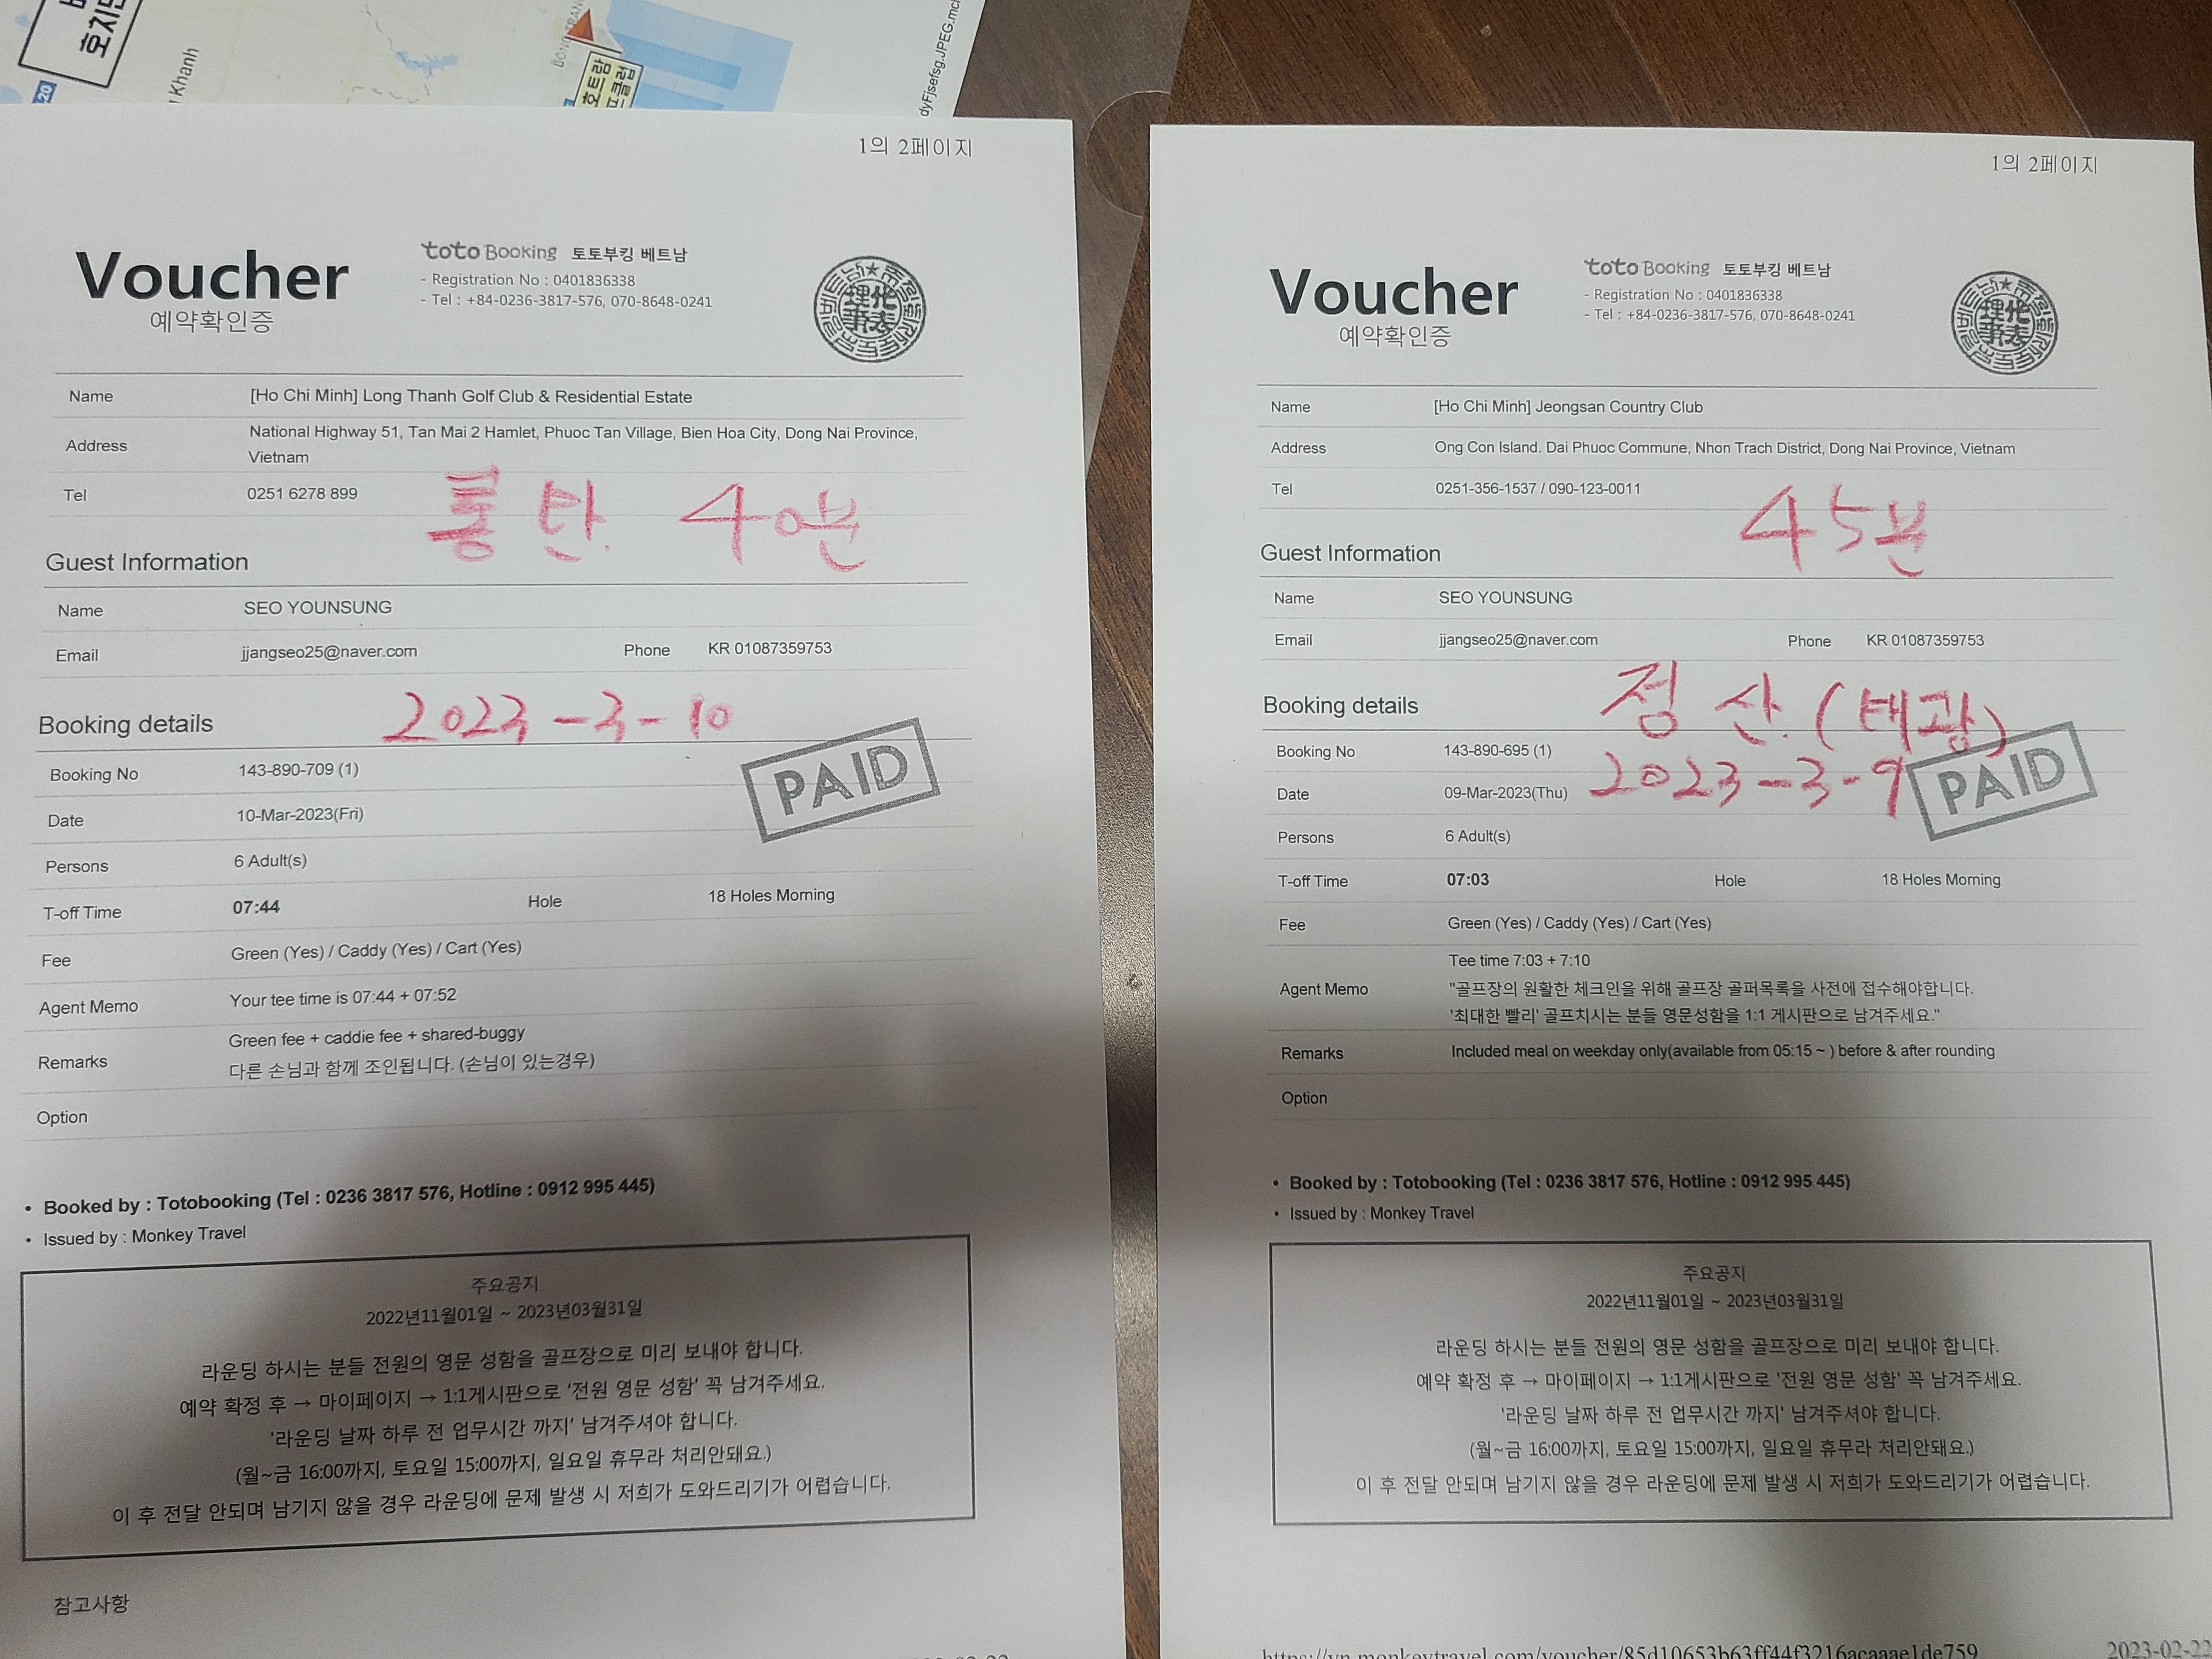 호치민
20
Khanh
호트람
dyFjsefsg.JPEG.mcl
1의 2페이지
Voucher
예약확인증
toto Booking 토토부킹 베트남
- Registration No : 0401836338
- Tel : +84-0236-3817-576, 070-8648-0241
Name [Ho Chi Minh] Long Thanh Golf Club & Residential Estate
Address National Highway 51, Tan Mai 2 Hamlet, Phuoc Tan Village, Bien Hoa City, Dong Nai Province,
Vietnam
Tel 0251 6278 899
롱탄. 40분
Guest Information
Name SEO YOUNSUNG
Email jjangseo25@naver.com Phone KR 01087359753
2023-3-10
Booking details
Booking No 143-890-709 (1)
PAID
Date 10-Mar-2023(Fri)
Persons 6 Adult(s)
T-off Time 07:44 Hole 18 Holes Morning
Fee Green (Yes) / Caddy (Yes) / Cart (Yes)
Agent Memo Your tee time is 07:44 + 07:52
Remarks Green fee + caddie fee + shared-buggy
다른 손님과 함께 조인됩니다. (손님이 있는경우)
Option
• Booked by : Totobooking (Tel : 0236 3817 576, Hotline : 0912 995 445)
• Issued by : Monkey Travel
주요공지
2022년11월01일 ~ 2023년03월31일
라운딩 하시는 분들 전원의 영문 성함을 골프장으로 미리 보내야 합니다.
예약 확정 후 → 마이페이지 → 1:1게시판으로 '전원 영문 성함' 꼭 남겨주세요.
'라운딩 날짜 하루 전 업무시간 까지' 남겨주셔야 합니다.
(월~금 16:00까지, 토요일 15:00까지, 일요일 휴무라 처리안돼요.)
이 후 전달 안되며 남기지 않을 경우 라운딩에 문제 발생 시 저희가 도와드리기가 어렵습니다.
참고사항
1의 2페이지
Voucher
예약확인증
toto Booking 토토부킹 베트남
- Registration No : 0401836338
- Tel : +84-0236-3817-576, 070-8648-0241
Name [Ho Chi Minh] Jeongsan Country Club
Address Ong Con Island. Dai Phuoc Commune, Nhon Trach District, Dong Nai Province, Vietnam
Tel 0251-356-1537 / 090-123-0011
45분
Guest Information
Name SEO YOUNSUNG
Email jjangseo25@naver.com Phone KR 01087359753
정산. (태광)
Booking details
Booking No 143-890-695 (1)
2023-3-9
PAID
Date 09-Mar-2023(Thu)
Persons 6 Adult(s)
T-off Time 07:03 Hole 18 Holes Morning
Fee Green (Yes) / Caddy (Yes) / Cart (Yes)
Tee time 7:03 + 7:10
Agent Memo "골프장의 원활한 체크인을 위해 골프장 골퍼목록을 사전에 접수해야합니다.
'최대한 빨리' 골프치시는 분들 영문성함을 1:1 게시판으로 남겨주세요."
Remarks Included meal on weekday only(available from 05:15 ~ ) before & after rounding
Option
• Booked by : Totobooking (Tel : 0236 3817 576, Hotline : 0912 995 445)
• Issued by : Monkey Travel
주요공지
2022년11월01일 ~ 2023년03월31일
라운딩 하시는 분들 전원의 영문 성함을 골프장으로 미리 보내야 합니다.
예약 확정 후 → 마이페이지 → 1:1게시판으로 '전원 영문 성함' 꼭 남겨주세요.
'라운딩 날짜 하루 전 업무시간 까지' 남겨주셔야 합니다.
(월~금 16:00까지, 토요일 15:00까지, 일요일 휴무라 처리안돼요.)
이 후 전달 안되며 남기지 않을 경우 라운딩에 문제 발생 시 저희가 도와드리기가 어렵습니다.
https://vn.monkeytravel.com/voucher/85d10653b63ff44f3216acaaae1de759 2023-02-22